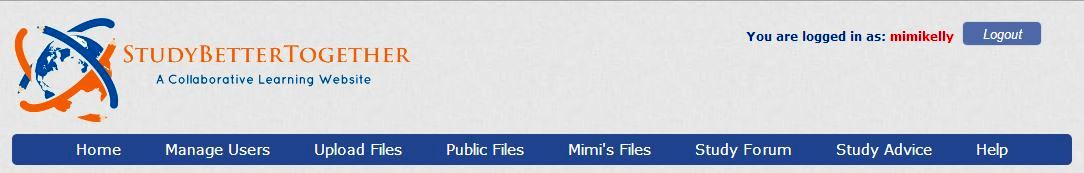 You are logged in as: mimikelly Logout
STUDYBETTERTOGETHER
A Collaborative Learning Website
Home Manage Users Upload Files Public Files Mimi's Files Study Forum Study Advice Help